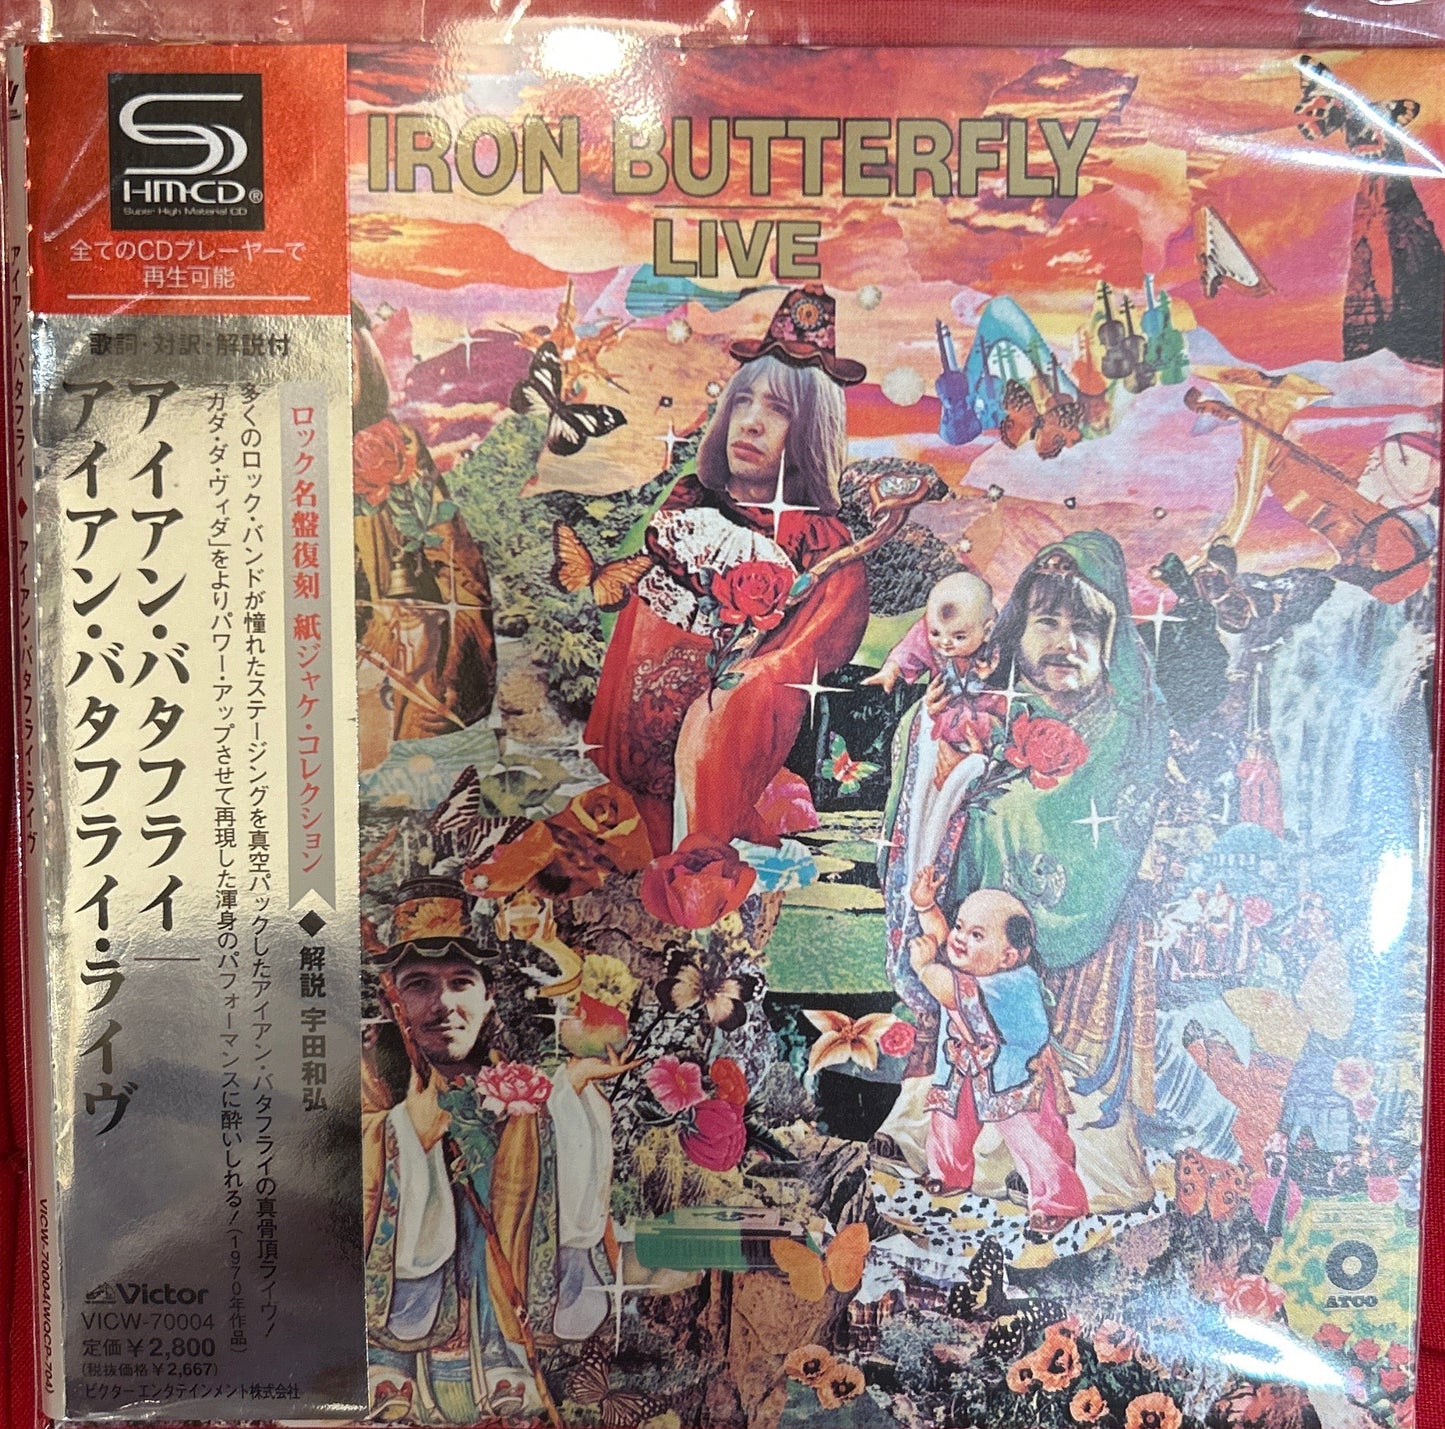 IRON BUTTERFLY
LIVE
SHM-CD®
Super High Material CD
全てのCDプレーヤーで
再生可能
歌詞・対訳・解説付
ロック名盤復刻 紙ジャケ・コレクション
◆解説 宇田和弘
多くのロック・バンドが憧れたステージングを真空パックしたアイアン・バタフライの真骨頂ライヴ!
「ガダ・ダ・ヴィダ」をよりパワー・アップさせて再現した渾身のパフォーマンスに酔いしれる!(1970年作品)
アイアン・バタフライ
アイアン・バタフライ・ライヴ
Victor
VICW-70004
定価¥2,800
(税抜価格¥2,667)
ビクターエンタテインメント株式会社
アイアン・バタフライ◆アイアン・バタフライ・ライヴ
VICW-70004(WQCP-704)
ATCO